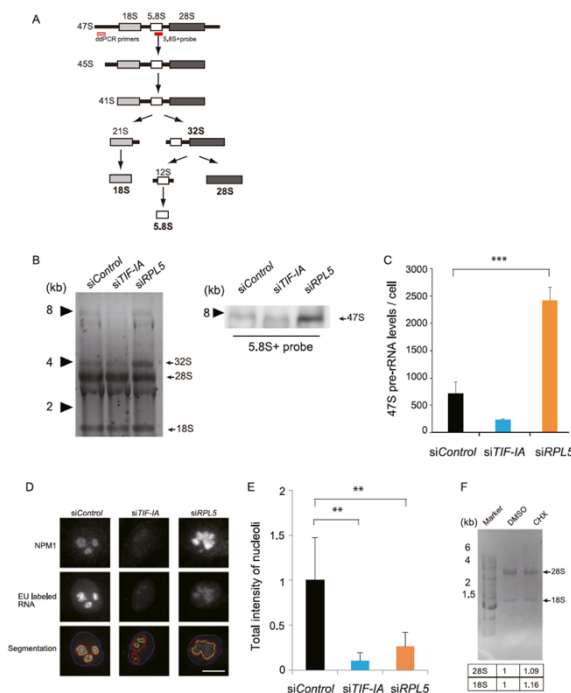 A
18S 5.8S 28S
47S
ddPCR primers 5.8S+probe
45S
41S
21S 32S
12S
18S 28S
5.8S
B
siControl siTIF-IA siRPL5
(kb)
8
4
2
32S
28S
18S
siControl siTIF-IA siRPL5
(kb)
8
47S
5.8S+ probe
C
***
47S pre-rRNA levels / cell
3000
2500
2000
1500
1000
500
0
siControl siTIF-IA siRPL5
D
siControl siTIF-IA siRPL5
NPM1
EU labeled
RNA
Segmentation
E
**
**
Total intensity of nucleoli
2
1.5
1
0.5
0
siControl siTIF-IA siRPL5
F
Marker DMSO CHX
(kb)
6
4
3
2
1.5
28S
18S
28S 1 1.09
18S 1 1.16